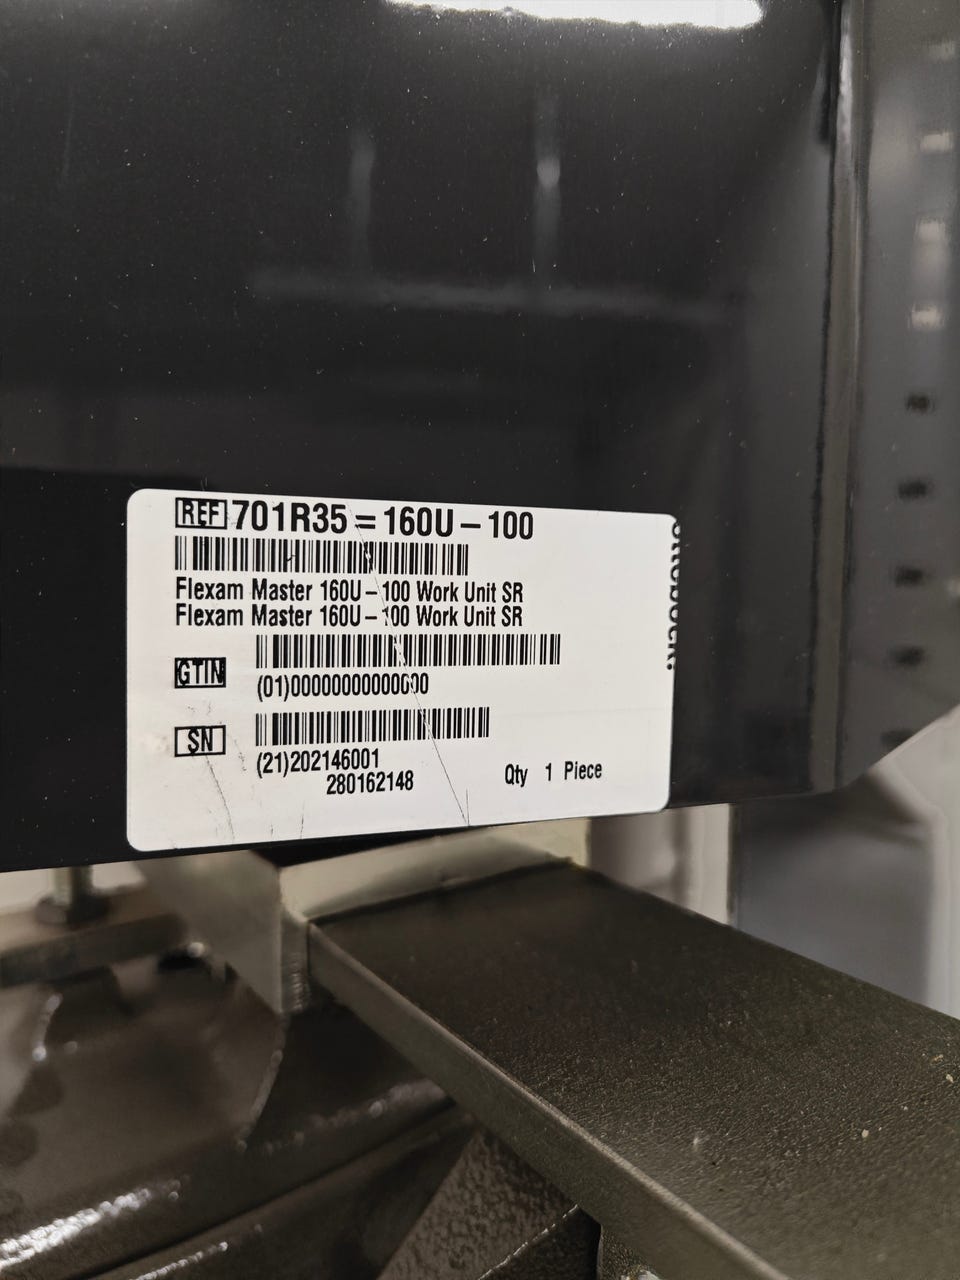 REF 701R35=160U-100
Flexam Master 160U-100 Work Unit SR
Flexam Master 160U-100 Work Unit SR
GTIN
(01)00000000000000
SN
(21)202146001
280162148
Qty 1 Piece